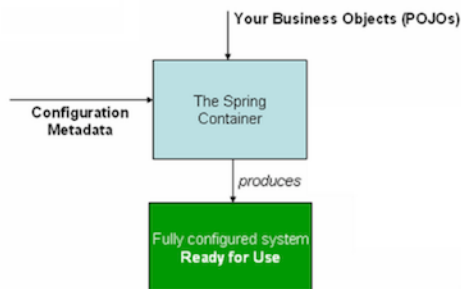 Your Business Objects (POJOs)
The Spring
Container
Configuration
Metadata
produces
Fully configured system
Ready for Use